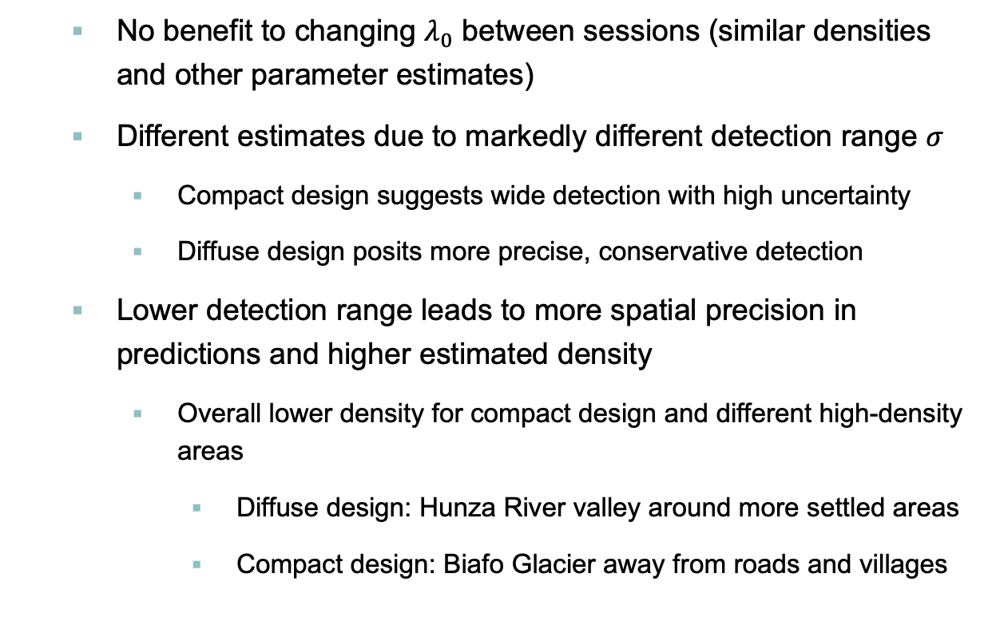 ▪ No benefit to changing λ₀ between sessions (similar densities
and other parameter estimates)
▪ Different estimates due to markedly different detection range σ
▪ Compact design suggests wide detection with high uncertainty
▪ Diffuse design posits more precise, conservative detection
▪ Lower detection range leads to more spatial precision in
predictions and higher estimated density
▪ Overall lower density for compact design and different high-density
areas
▪ Diffuse design: Hunza River valley around more settled areas
▪ Compact design: Biafo Glacier away from roads and villages